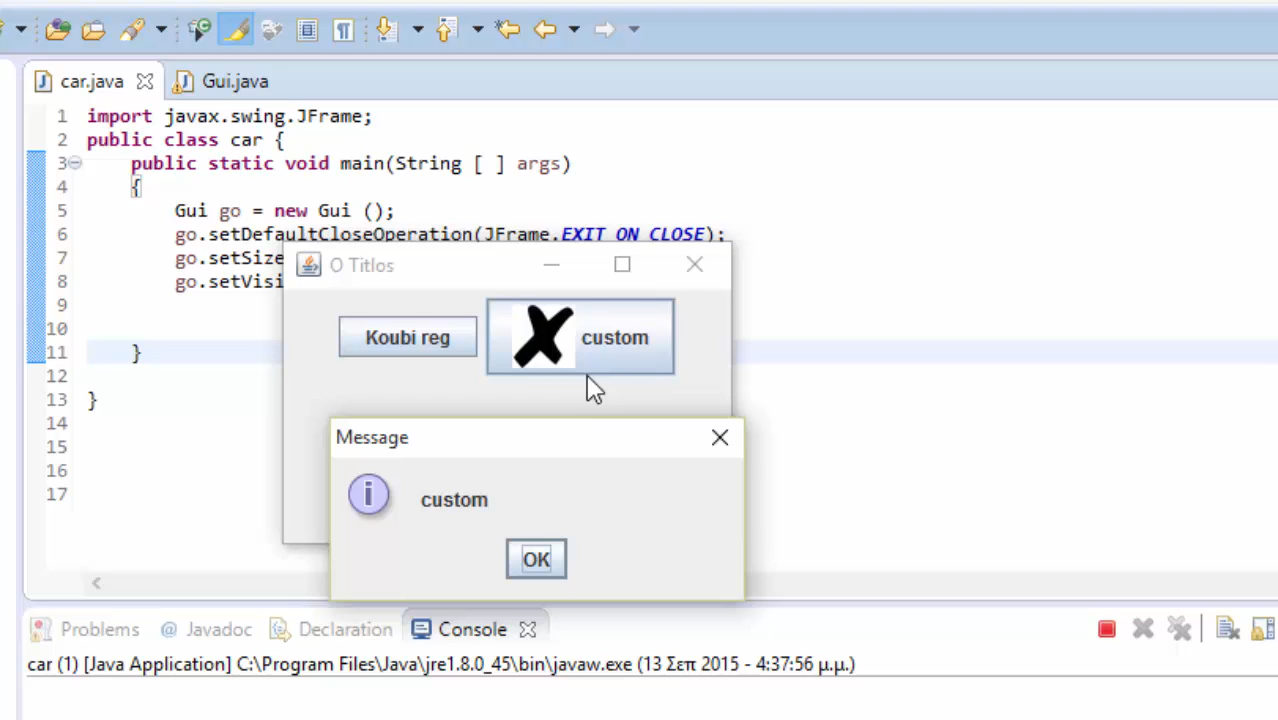 car.java
Gui.java
1 import javax.swing.JFrame;
2 public class car {
3 public static void main(String [ ] args)
4 {
5 Gui go = new Gui ();
6 go.setDefaultCloseOperation(JFrame.EXIT_ON_CLOSE);
7 go.setSize
8 go.setVisi
9
10
11 }
12
13 }
14
15
16
17
O Titlos
Koubi reg
custom
Message
i
custom
OK
Problems @ Javadoc Declaration Console
car (1) [Java Application] C:\Program Files\Java\jre1.8.0_45\bin\javaw.exe (13 Σεπ 2015 - 4:37:56 μ.μ.)